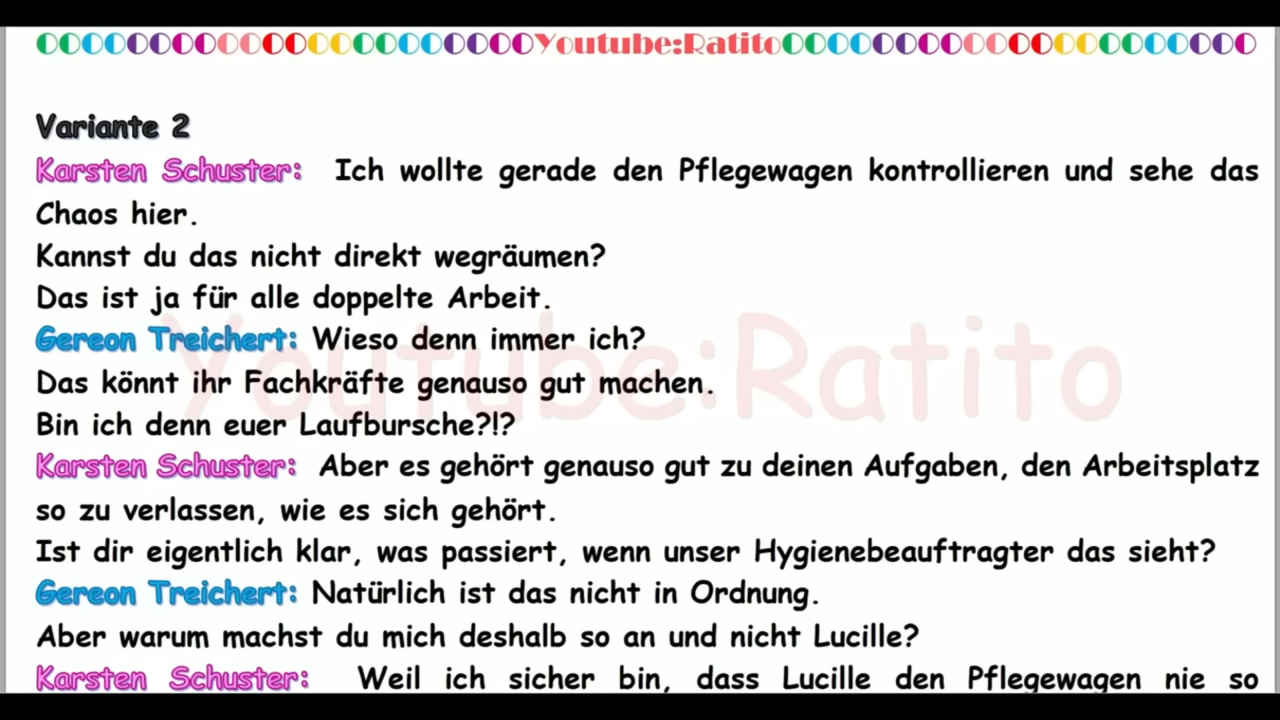 Youtube:Ratito
Variante 2
Karsten Schuster: Ich wollte gerade den Pflegewagen kontrollieren und sehe das
Chaos hier.
Kannst du das nicht direkt wegräumen?
Das ist ja für alle doppelte Arbeit.
Gereon Treichert: Wieso denn immer ich?
Das könnt ihr Fachkräfte genauso gut machen.
Bin ich denn euer Laufbursche?!?
Karsten Schuster: Aber es gehört genauso gut zu deinen Aufgaben, den Arbeitsplatz
so zu verlassen, wie es sich gehört.
Ist dir eigentlich klar, was passiert, wenn unser Hygienebeauftragter das sieht?
Gereon Treichert: Natürlich ist das nicht in Ordnung.
Aber warum machst du mich deshalb so an und nicht Lucille?
Karsten Schuster: Weil ich sicher bin, dass Lucille den Pflegewagen nie so
Youtube:Ratito